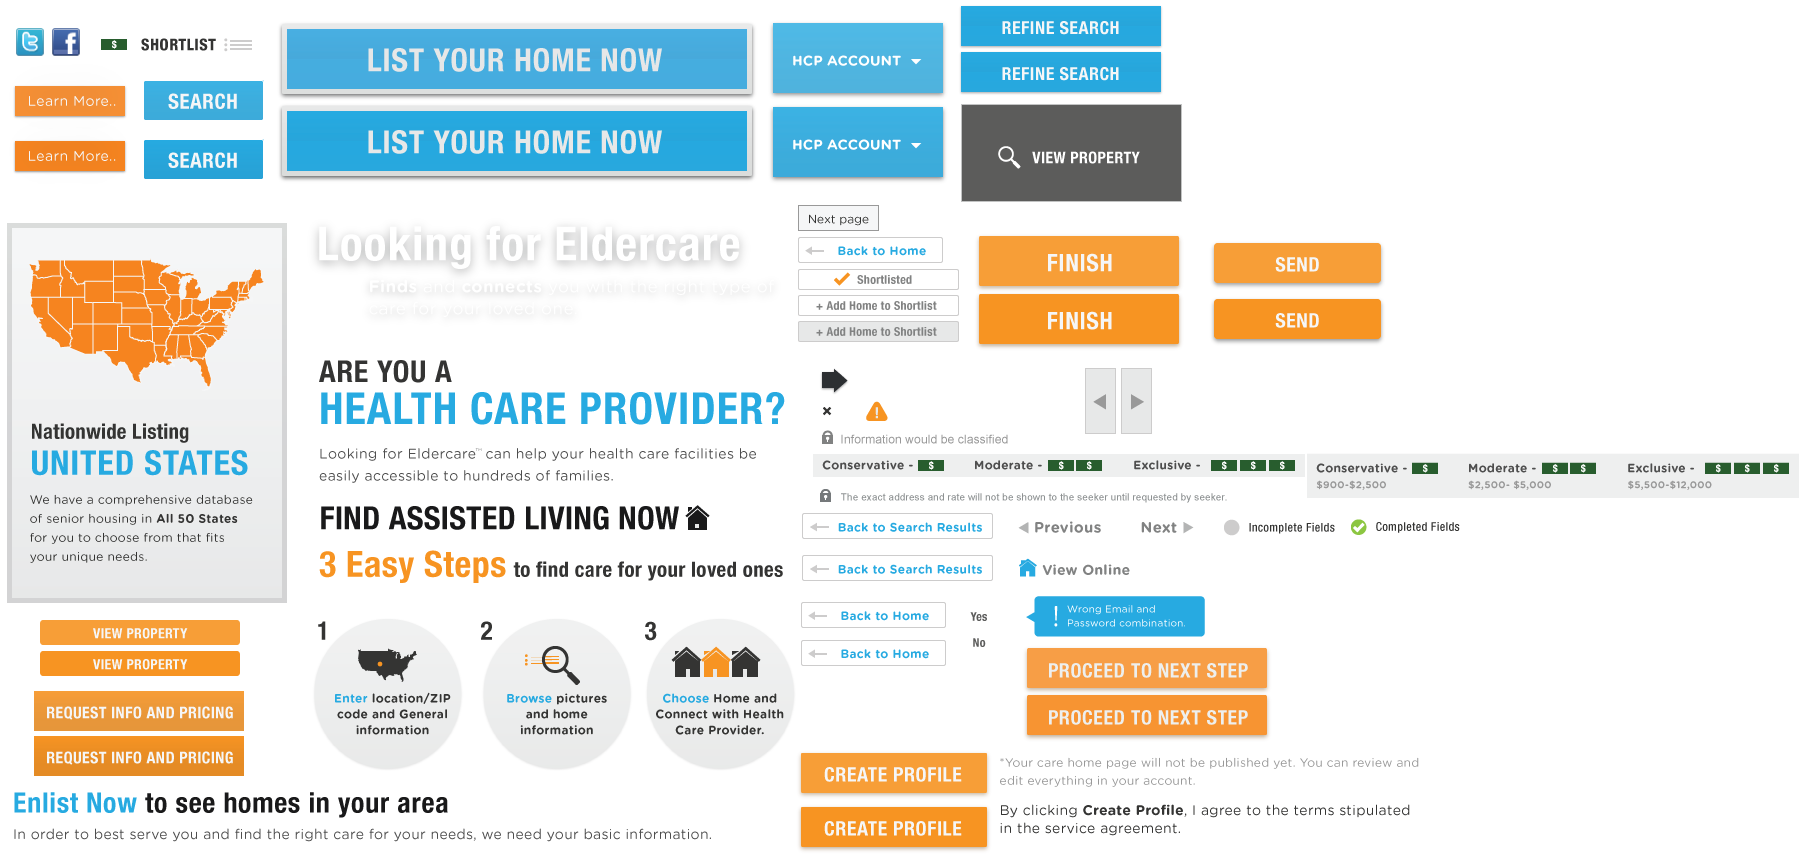 SHORTLIST
LIST YOUR HOME NOW
HCP ACCOUNT
REFINE SEARCH
REFINE SEARCH
Learn More..
SEARCH
LIST YOUR HOME NOW
HCP ACCOUNT
VIEW PROPERTY
Learn More..
SEARCH
Nationwide Listing
UNITED STATES
We have a comprehensive database
of senior housing in All 50 States
for you to choose from that fits
your unique needs.
VIEW PROPERTY
VIEW PROPERTY
REQUEST INFO AND PRICING
REQUEST INFO AND PRICING
Looking for Eldercare
Finds and connects you with the right type of
care for your loved one.
ARE YOU A
HEALTH CARE PROVIDER?
Looking for Eldercare™ can help your health care facilities be
easily accessible to hundreds of families.
FIND ASSISTED LIVING NOW
3 Easy Steps to find care for your loved ones
1
Enter location/ZIP
code and General
information
2
Browse pictures
and home
information
3
Choose Home and
Connect with Health
Care Provider.
Enlist Now to see homes in your area
In order to best serve you and find the right care for your needs, we need your basic information.
Next page
Back to Home
Shortlisted
+ Add Home to Shortlist
+ Add Home to Shortlist
FINISH
FINISH
SEND
SEND
Information would be classified
Conservative - $
Moderate - $ $
Exclusive - $ $ $
Conservative - $
$900-$2,500
Moderate - $ $
$2,500- $5,000
Exclusive - $ $ $
$5,500-$12,000
The exact address and rate will not be shown to the seeker until requested by seeker.
Back to Search Results
Previous
Next
Incomplete Fields
Completed Fields
Back to Search Results
View Online
Back to Home
Yes
No
Back to Home
! Wrong Email and
Password combination.
PROCEED TO NEXT STEP
PROCEED TO NEXT STEP
CREATE PROFILE
CREATE PROFILE
*Your care home page will not be published yet. You can review and
edit everything in your account.
By clicking Create Profile, I agree to the terms stipulated
in the service agreement.